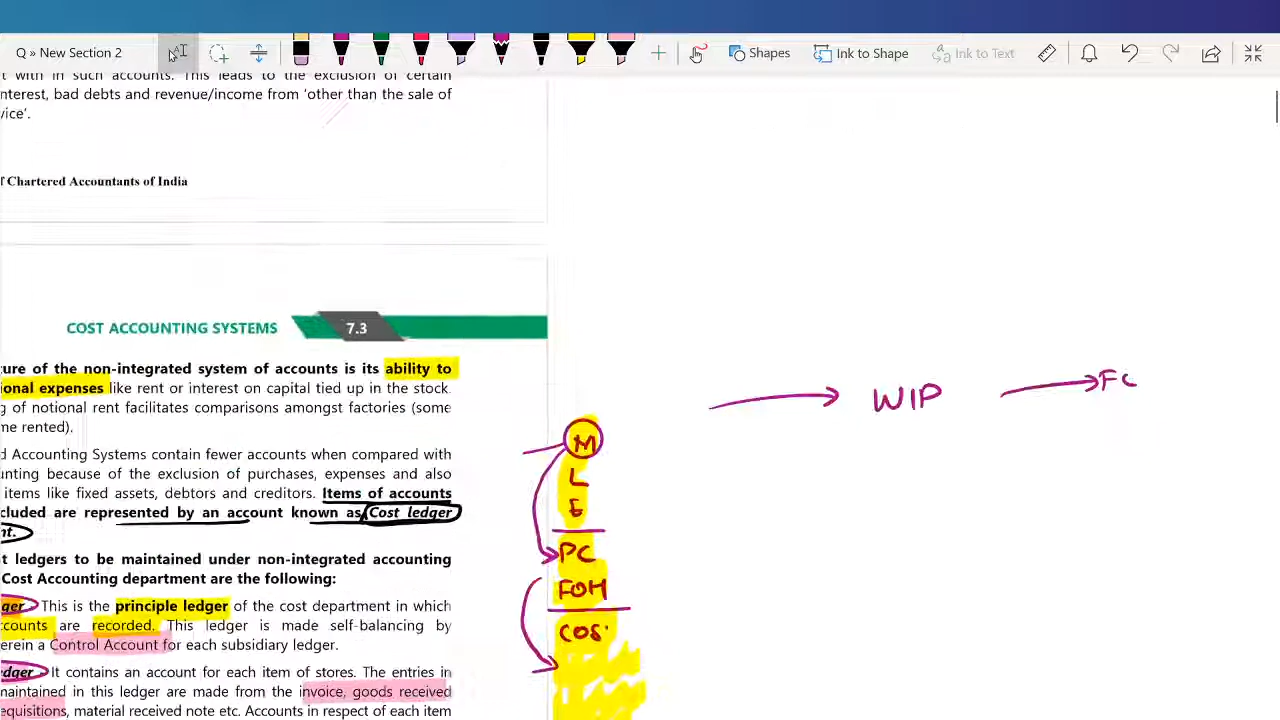 Q » New Section 2
Shapes
Ink to Shape
Ink to Text
t with in such accounts. This leads to the exclusion of certain
nterest, bad debts and revenue/income from 'other than the sale of
vice'.
f Chartered Accountants of India
COST ACCOUNTING SYSTEMS 7.3
ture of the non-integrated system of accounts is its ability to
ional expenses like rent or interest on capital tied up in the stock.
g of notional rent facilitates comparisons amongst factories (some
me rented).
d Accounting Systems contain fewer accounts when compared with
unting because of the exclusion of purchases, expenses and also
items like fixed assets, debtors and creditors. Items of accounts
cluded are represented by an account known as Cost ledger
nt.
t ledgers to be maintained under non-integrated accounting
Cost Accounting department are the following:
ger - This is the principle ledger of the cost department in which
counts are recorded. This ledger is made self-balancing by
erein a Control Account for each subsidiary ledger.
edger - It contains an account for each item of stores. The entries in
maintained in this ledger are made from the invoice, goods received
equisitions, material received note etc. Accounts in respect of each item
WIP
FG
M
L
E
PC
FOH
COS